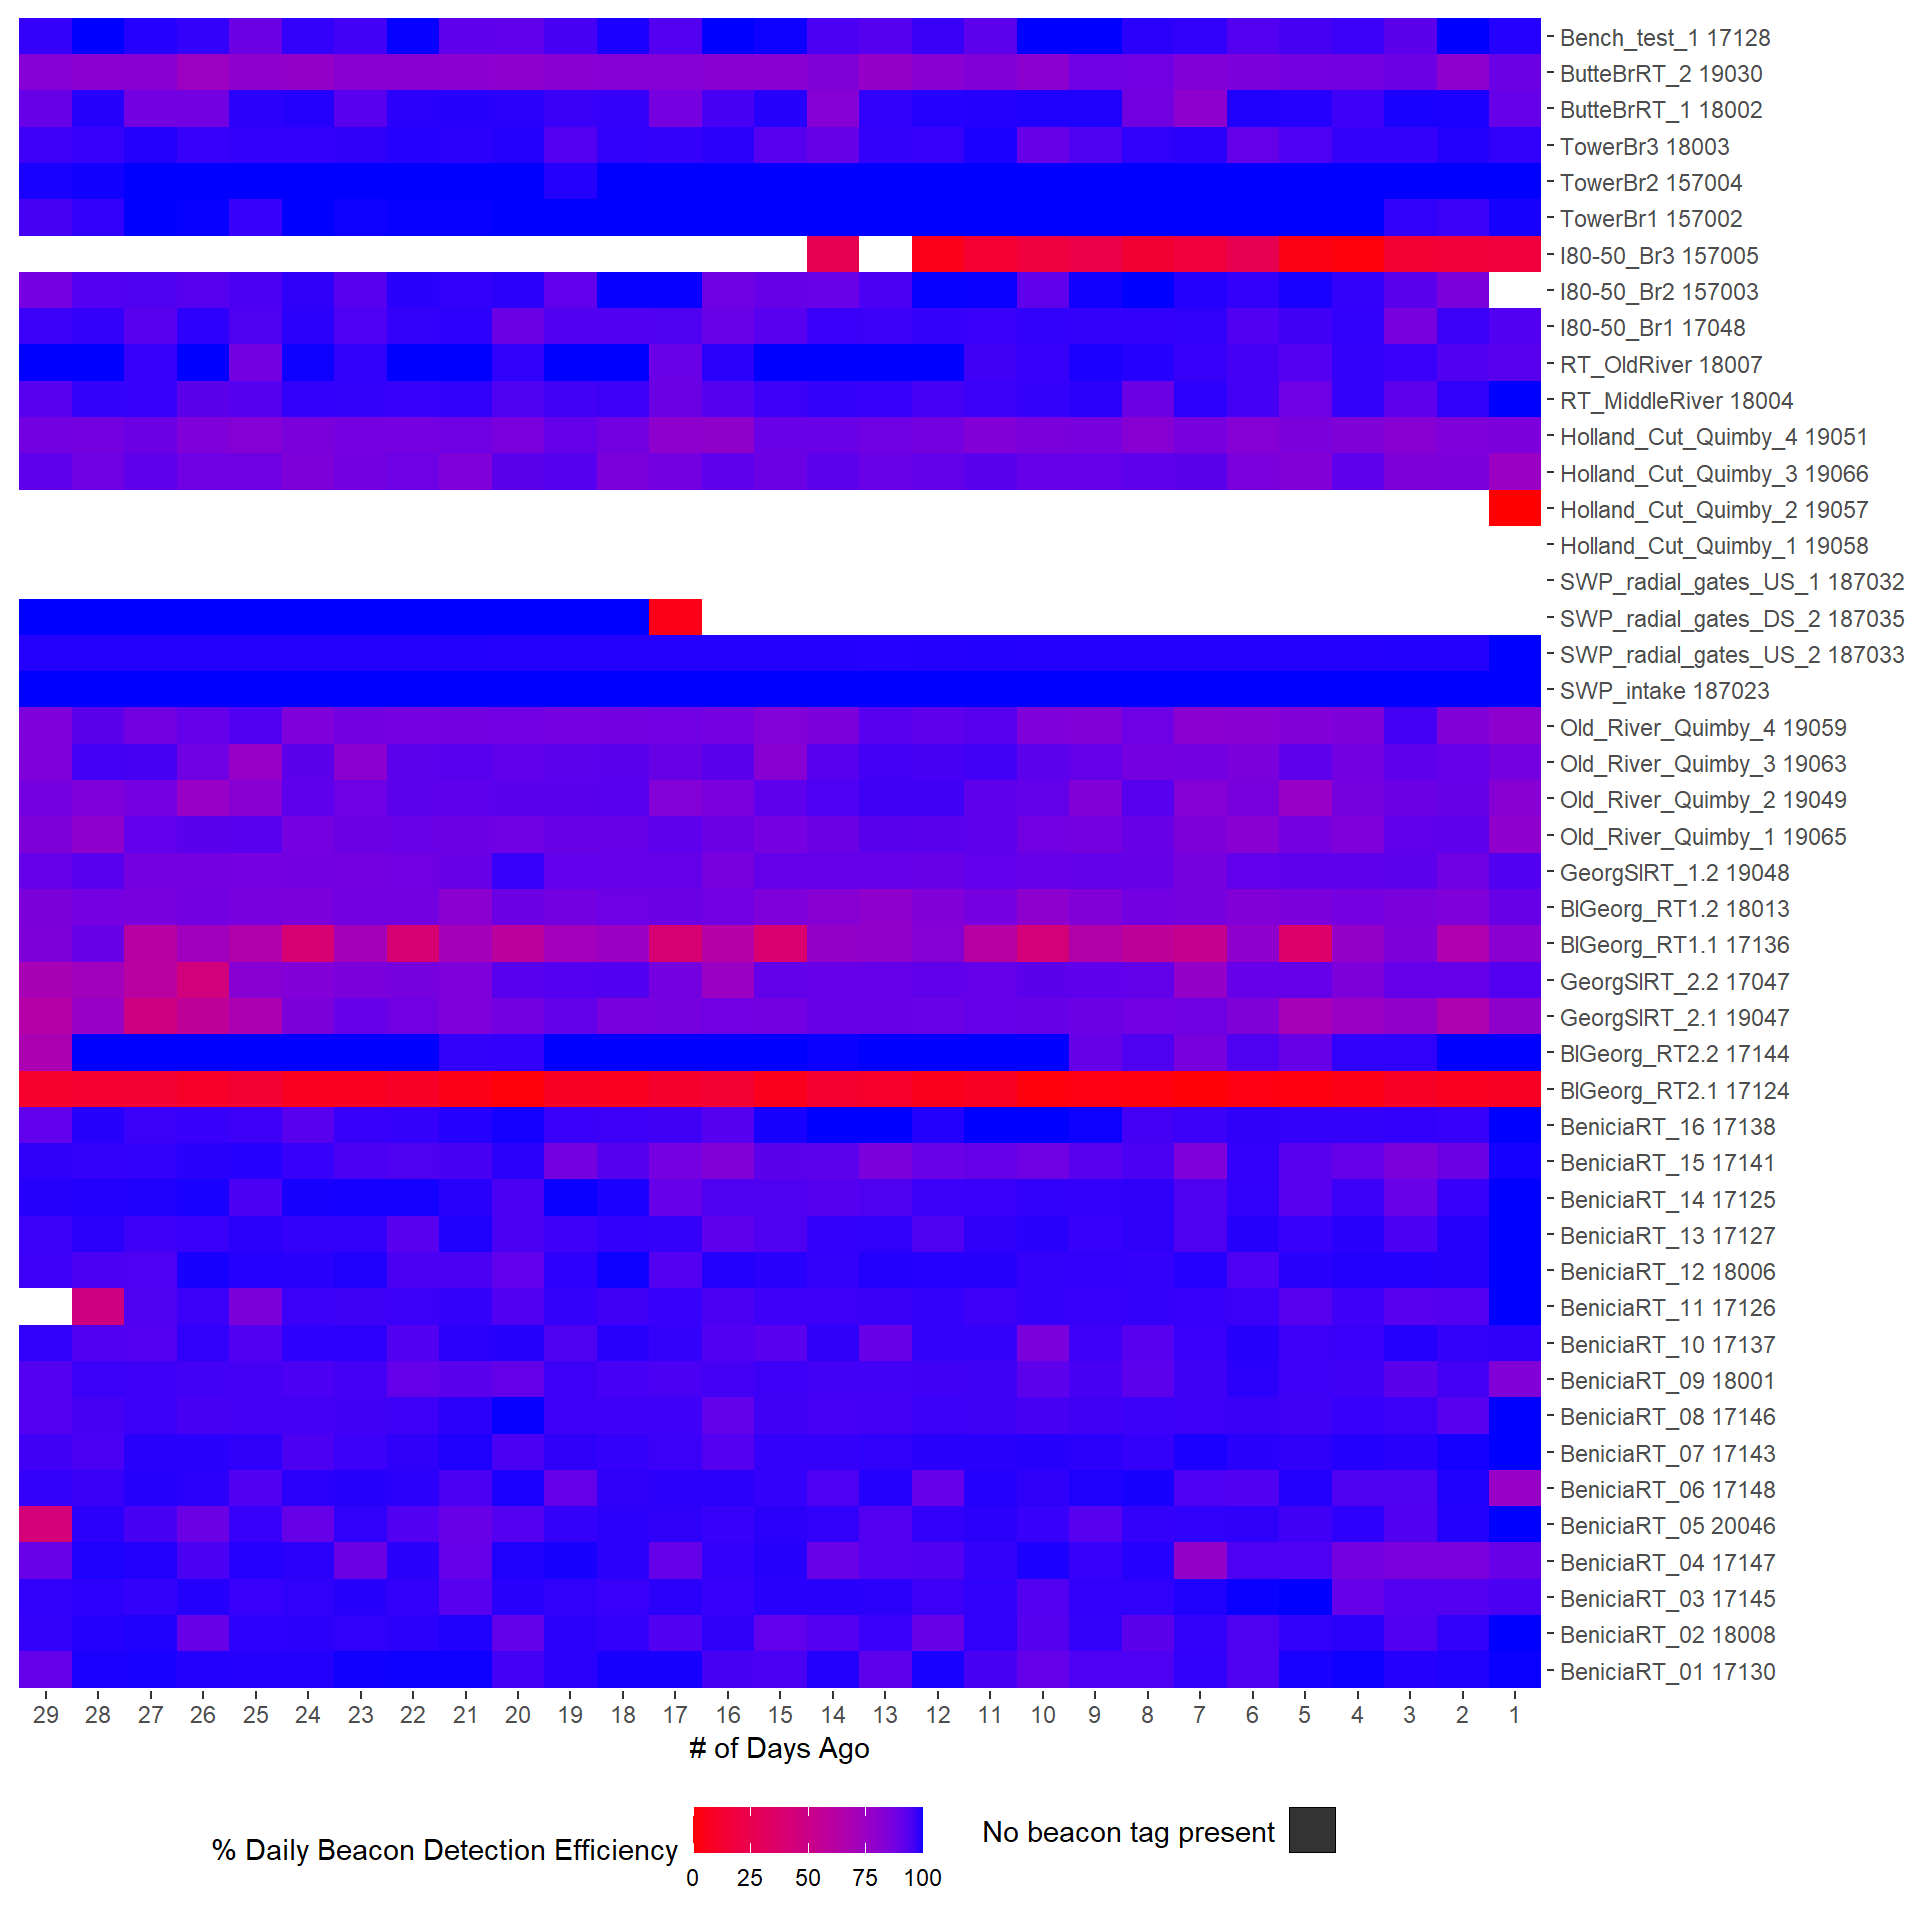 Bench_test_1 17128
ButteBrRT_2 19030
ButteBrRT_1 18002
TowerBr3 18003
TowerBr2 157004
TowerBr1 157002
I80-50_Br3 157005
I80-50_Br2 157003
I80-50_Br1 17048
RT_OldRiver 18007
RT_MiddleRiver 18004
Holland_Cut_Quimby_4 19051
Holland_Cut_Quimby_3 19066
Holland_Cut_Quimby_2 19057
Holland_Cut_Quimby_1 19058
SWP_radial_gates_US_1 187032
SWP_radial_gates_DS_2 187035
SWP_radial_gates_US_2 187033
SWP_intake 187023
Old_River_Quimby_4 19059
Old_River_Quimby_3 19063
Old_River_Quimby_2 19049
Old_River_Quimby_1 19065
GeorgSlRT_1.2 19048
BlGeorg_RT1.2 18013
BlGeorg_RT1.1 17136
GeorgSlRT_2.2 17047
GeorgSlRT_2.1 19047
BlGeorg_RT2.2 17144
BlGeorg_RT2.1 17124
BeniciaRT_16 17138
BeniciaRT_15 17141
BeniciaRT_14 17125
BeniciaRT_13 17127
BeniciaRT_12 18006
BeniciaRT_11 17126
BeniciaRT_10 17137
BeniciaRT_09 18001
BeniciaRT_08 17146
BeniciaRT_07 17143
BeniciaRT_06 17148
BeniciaRT_05 20046
BeniciaRT_04 17147
BeniciaRT_03 17145
BeniciaRT_02 18008
BeniciaRT_01 17130
29 28 27 26 25 24 23 22 21 20 19 18 17 16 15 14 13 12 11 10 9 8 7 6 5 4 3 2 1
# of Days Ago
% Daily Beacon Detection Efficiency
0 25 50 75 100
No beacon tag present